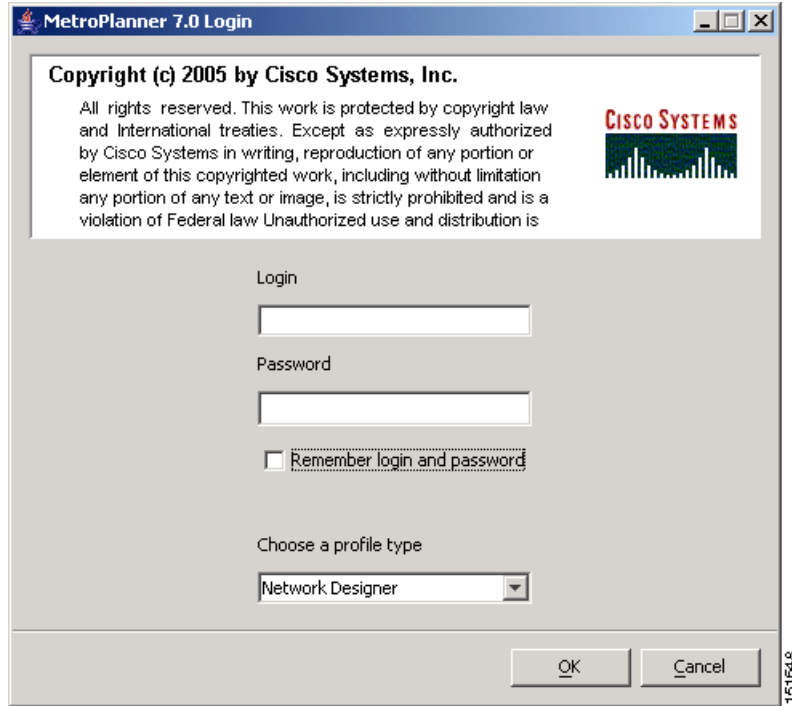 MetroPlanner 7.0 Login
Copyright (c) 2005 by Cisco Systems, Inc.
All rights reserved. This work is protected by copyright law
and International treaties. Except as expressly authorized
by Cisco Systems in writing, reproduction of any portion or
element of this copyrighted work, including without limitation
any portion of any text or image, is strictly prohibited and is a
violation of Federal law Unauthorized use and distribution is
CISCO SYSTEMS
Login
Password
Remember login and password
Choose a profile type
Network Designer
OK
Cancel
151548